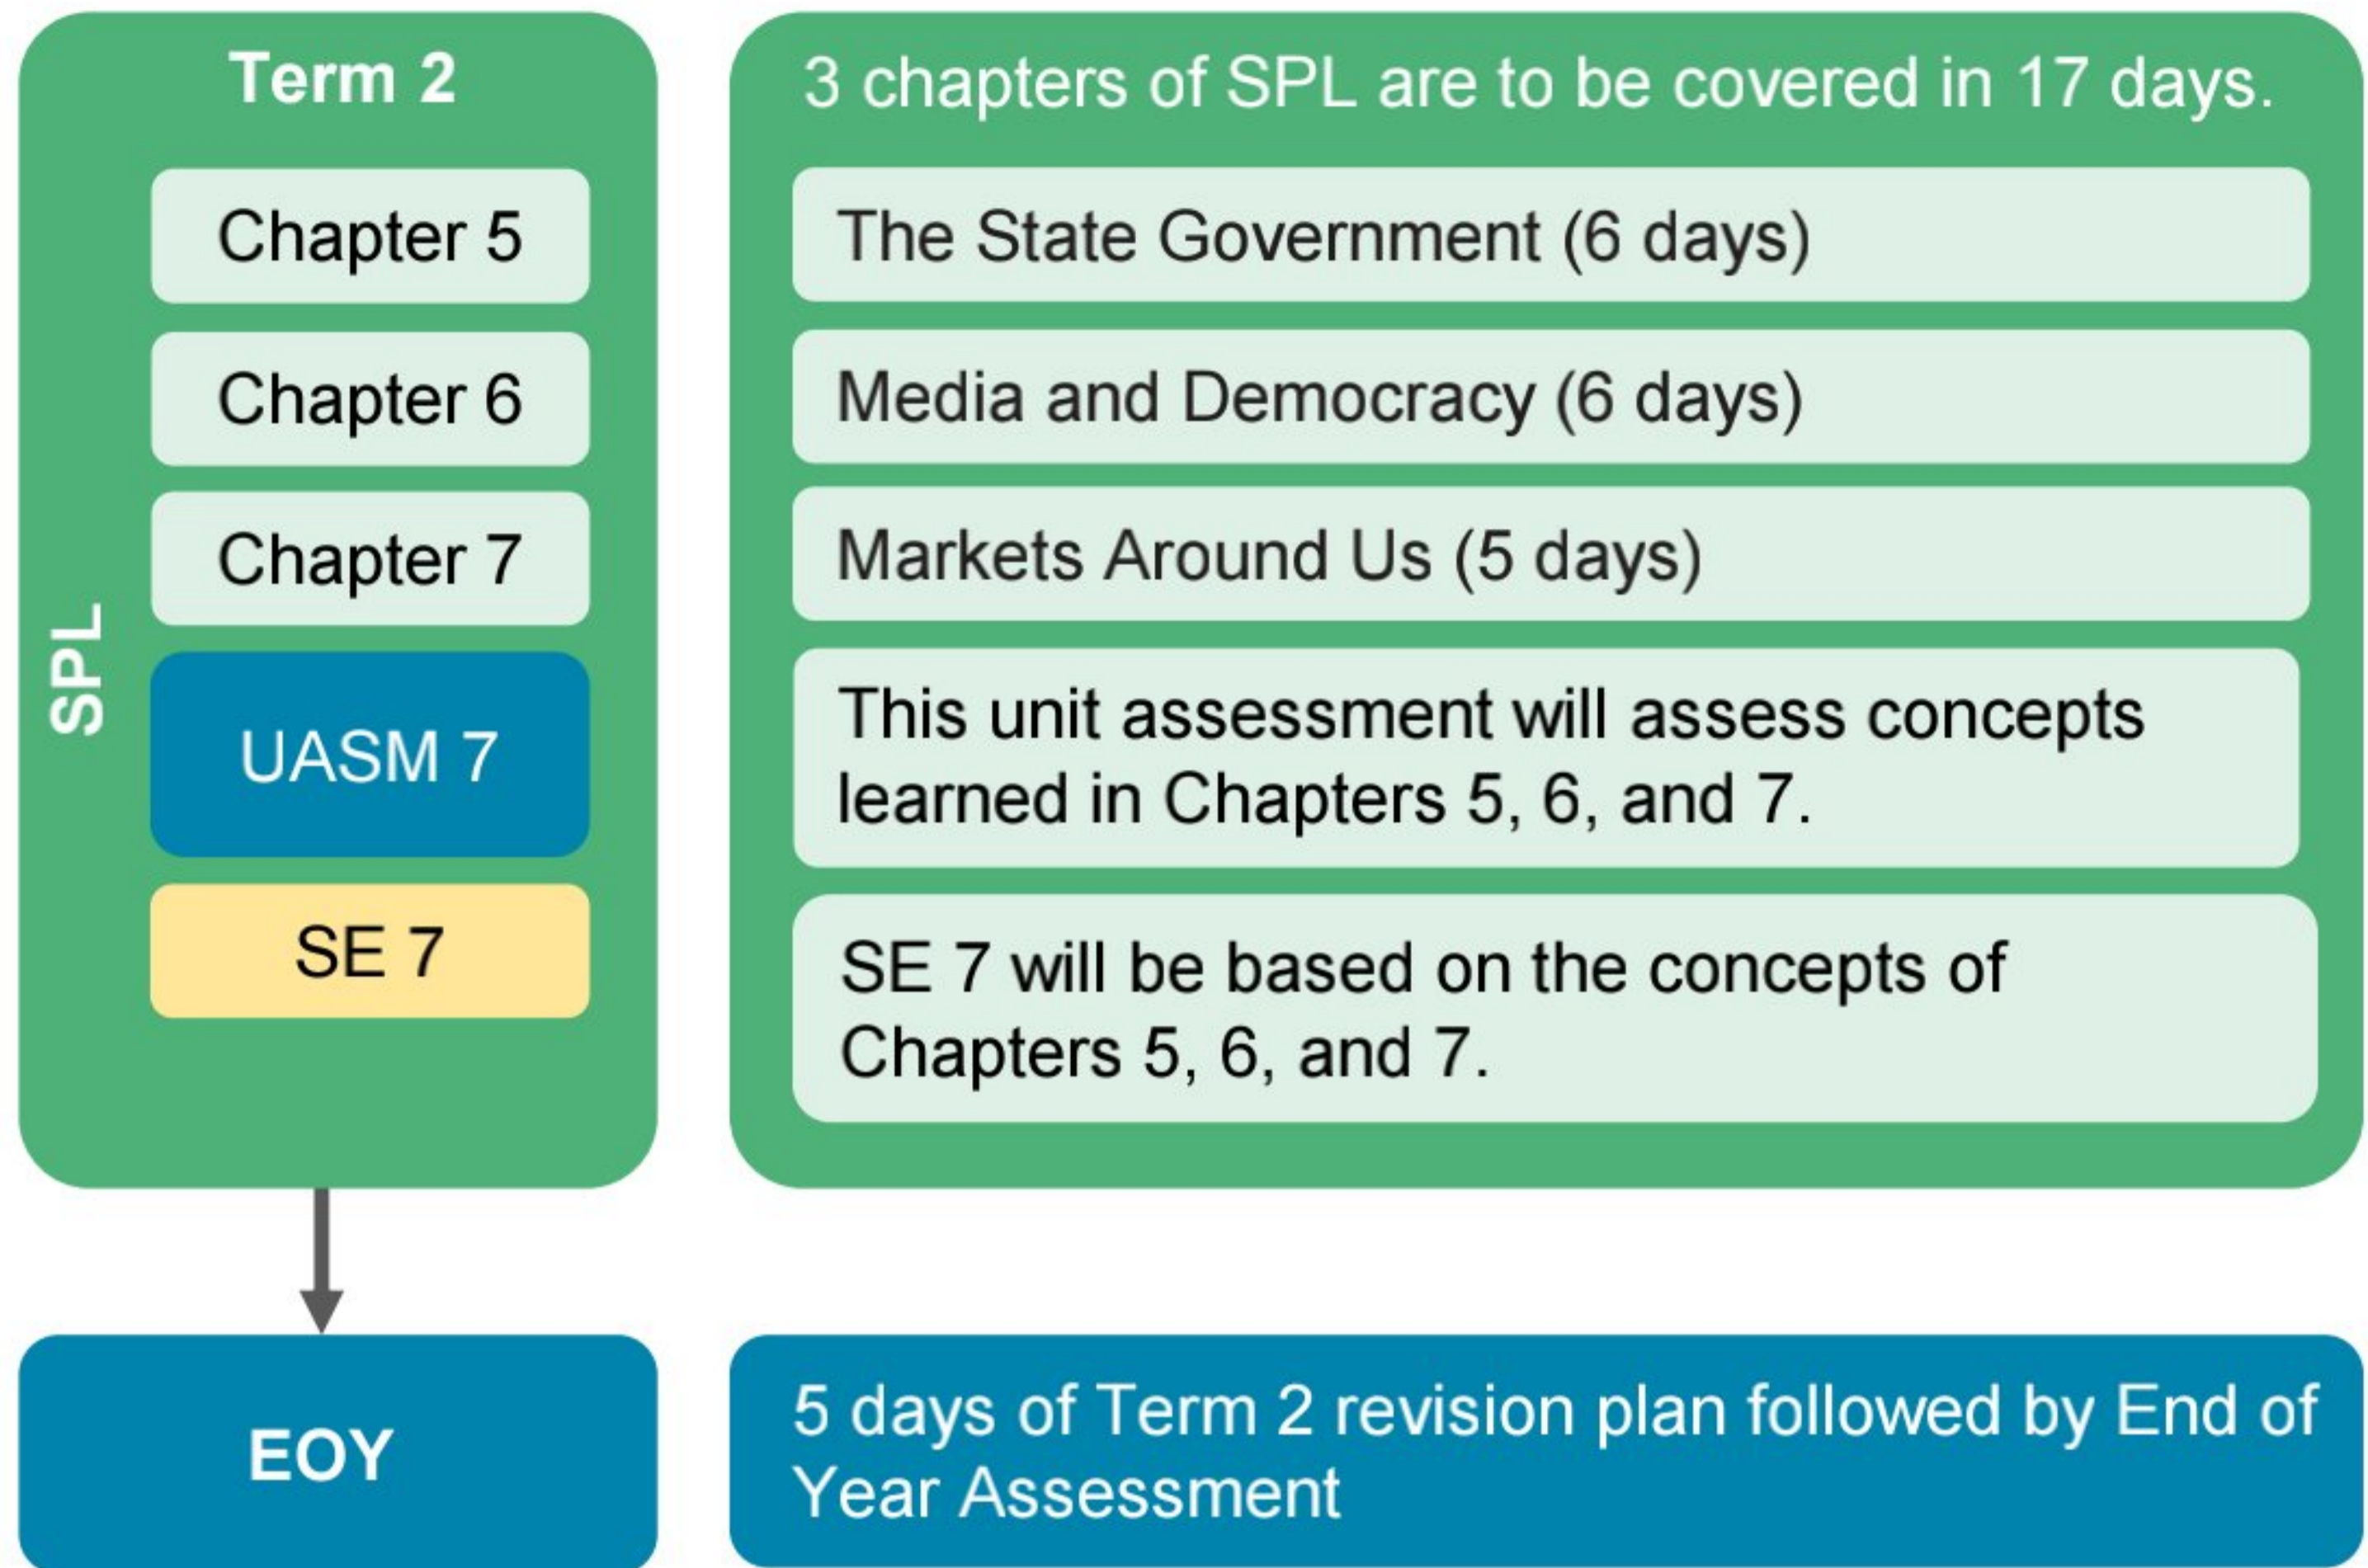 Term 2
SPL
Chapter 5
Chapter 6
Chapter 7
UASM 7
SE 7
3 chapters of SPL are to be covered in 17 days.
The State Government (6 days)
Media and Democracy (6 days)
Markets Around Us (5 days)
This unit assessment will assess concepts
learned in Chapters 5, 6, and 7.
SE 7 will be based on the concepts of
Chapters 5, 6, and 7.
EOY
5 days of Term 2 revision plan followed by End of
Year Assessment